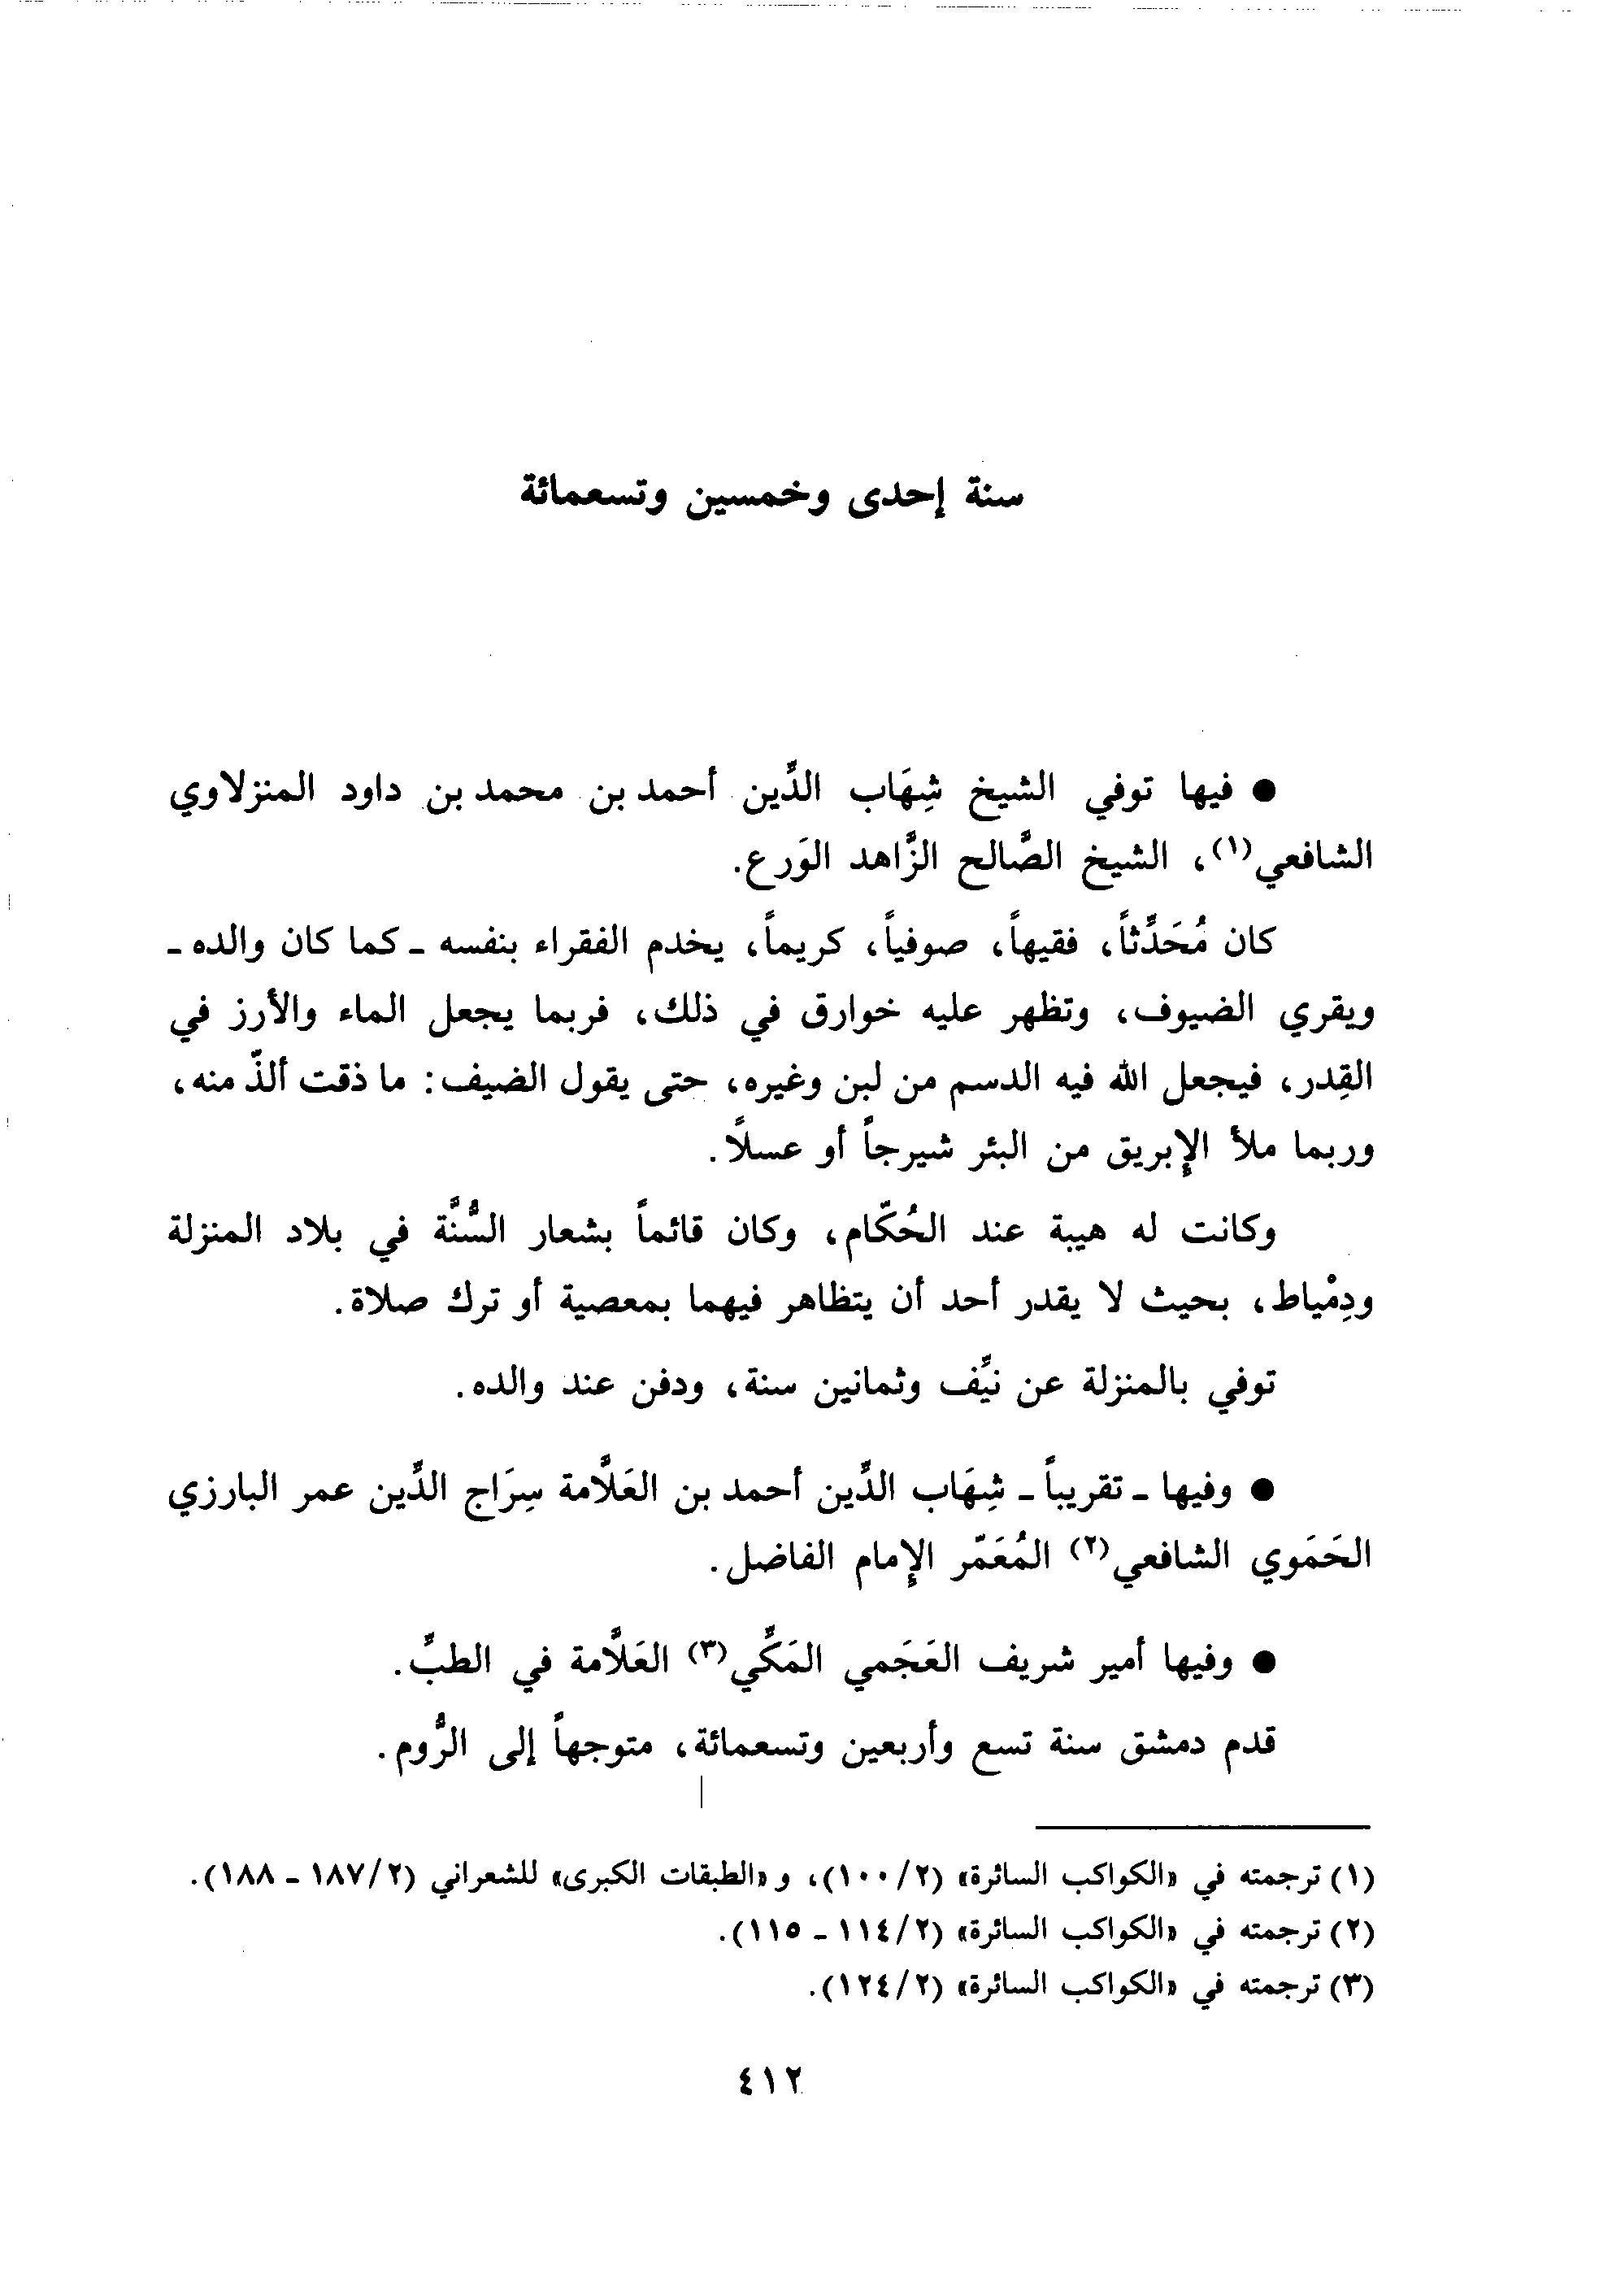 سنة إحدى وخمسين وتسعمائة
● فيها توفي الشيخ شِهَاب الدِّين أحمد بن محمد بن داود المنزلاوي
الشافعي(١)، الشيخ الصَّالح الزَّاهد الوَرع.
كان مُحَدِّثاً، فقيهاً، صوفياً، كريماً، يخدم الفقراء بنفسه ـ كما كان والده ـ
ويقري الضيوف، وتظهر عليه خوارق في ذلك، فربما يجعل الماء والأرز في
القِدر، فيجعل الله فيه الدسم من لبن وغيره، حتى يقول الضيف: ما ذقت ألذّ منه،
وربما ملأ الإبريق من البئر شيرجاً أو عسلاً.
وكانت له هيبة عند الحُكّام، وكان قائماً بشعار السُّنَّة في بلاد المنزلة
ودِمْياط، بحيث لا يقدر أحد أن يتظاهر فيهما بمعصية أو ترك صلاة.
توفي بالمنزلة عن نيِّف وثمانين سنة، ودفن عند والده.
● وفيها ـ تقريباً ـ شِهَاب الدِّين أحمد بن العَلاَّمة سِرَاج الدِّين عمر البارزي
الحَمَوي الشافعي(٢) المُعَمّر الإمام الفاضل.
● وفيها أمير شريف العَجَمي المَكِّي(٣) العَلاَّمة في الطبِّ.
قدم دمشق سنة تسع وأربعين وتسعمائة، متوجهاً إلى الرُّوم.
(١) ترجمته في «الكواكب السائرة» (٢/١٠٠)، و «الطبقات الكبرى» للشعراني (٢/١٨٧ ـ ١٨٨).
(٢) ترجمته في «الكواكب السائرة» (٢/١١٤ ـ ١١٥).
(٣) ترجمته في «الكواكب السائرة» (٢/١٢٤).
٤١٢